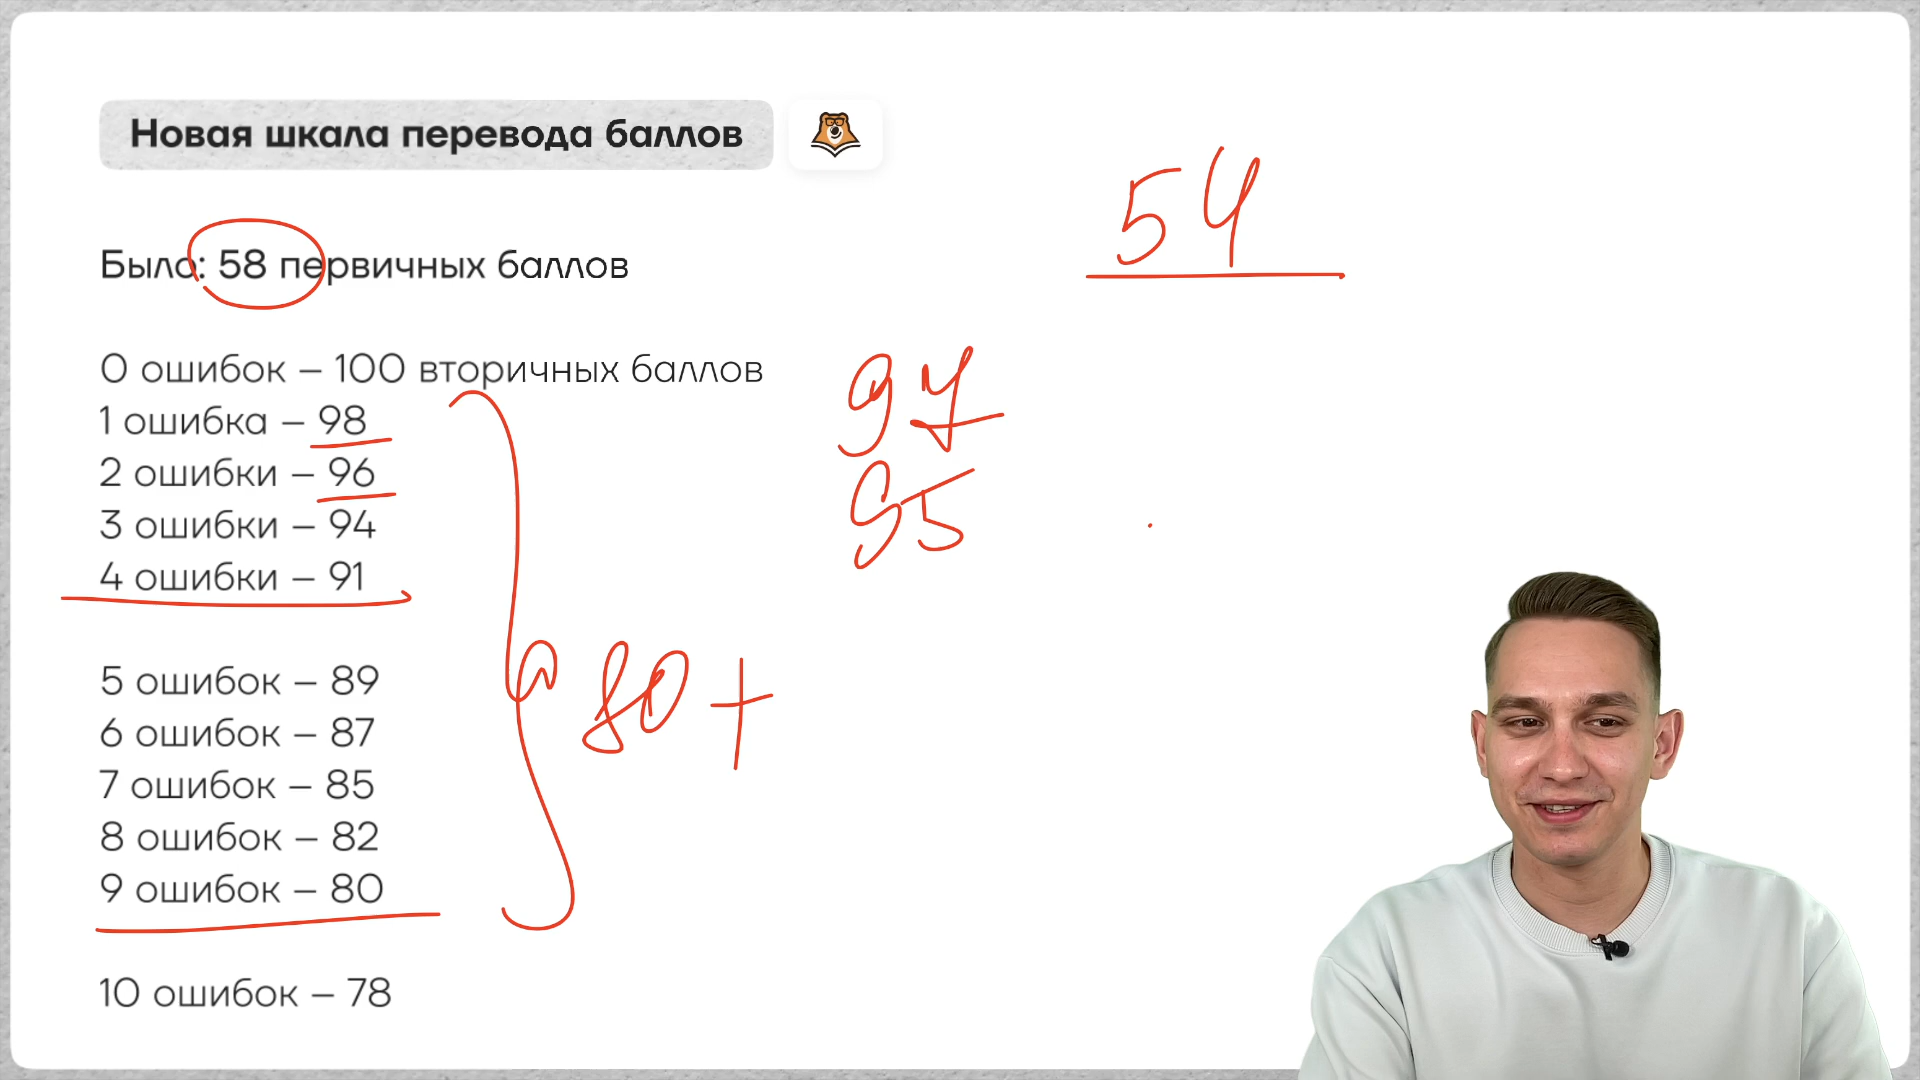 Новая шкала перевода баллов
54
Было: 58 первичных баллов
0 ошибок – 100 вторичных баллов
1 ошибка – 98
97
2 ошибки – 96
95
3 ошибки – 94
4 ошибки – 91
5 ошибок – 89
80+
6 ошибок – 87
7 ошибок – 85
8 ошибок – 82
9 ошибок – 80
10 ошибок – 78